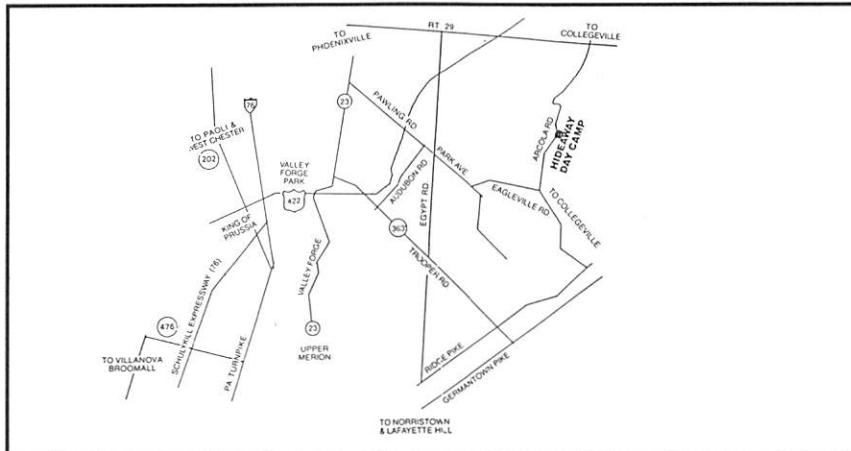 RT 29
TO
COLLEGEVILLE
TO
PHOENIXVILLE
76
23
PAWLING RD
ARCOLA RD
HIDEAWAY
DAY CAMP
TO PAOLI &
WEST CHESTER
202
VALLEY
FORGE
PARK
422
AUDUBON RD
PARK AVE
EAGLEVILLE RD
TO COLLEGEVILLE
KING OF
PRUSSIA
EGYPT RD
363
TROOPER RD
VALLEY FORGE
SCHULYKILL EXPRESSWAY (76)
476
23
UPPER
MERION
TO VILLANOVA
BROOMALL
PA TURNPIKE
RIDGE PIKE
GERMANTOWN PIKE
TO NORRISTOWN
& LAFAYETTE HILL